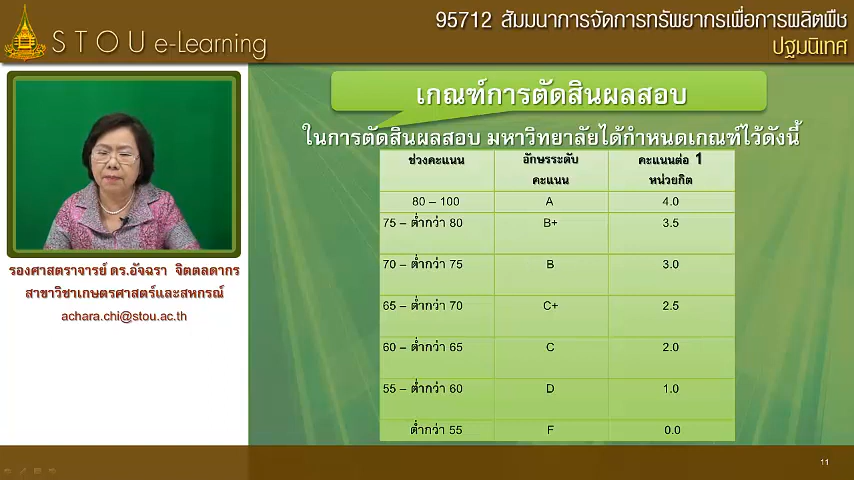 STOU e-Learning
95712 สัมมนาการจัดการทรัพยากรเพื่อการผลิตพืช
ปฐมนิเทศ
เกณฑ์การตัดสินผลสอบ
ในการตัดสินผลสอบ มหาวิทยาลัยได้กำหนดเกณฑ์ไว้ดังนี้
ช่วงคะแนน อักษรระดับคะแนน คะแนนต่อ 1 หน่วยกิต
80 – 100 A 4.0
75 – ต่ำกว่า 80 B+ 3.5
70 – ต่ำกว่า 75 B 3.0
65 – ต่ำกว่า 70 C+ 2.5
60 – ต่ำกว่า 65 C 2.0
55 – ต่ำกว่า 60 D 1.0
ต่ำกว่า 55 F 0.0
รองศาสตราจารย์ ดร.อัจฉรา จิตตลดากร
สาขาวิชาเกษตรศาสตร์และสหกรณ์
achara.chi@stou.ac.th
11